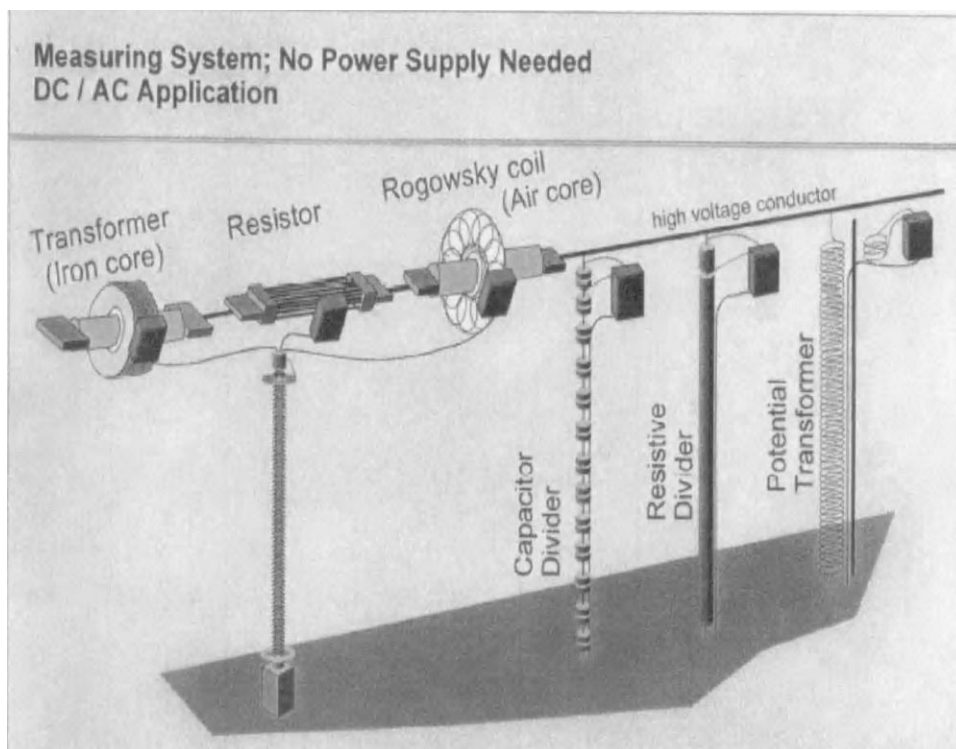 Measuring System; No Power Supply Needed
DC / AC Application
Transformer
(Iron core)
Resistor
Rogowsky coil
(Air core)
high voltage conductor
Capacitor
Divider
Resistive
Divider
Potential
Transformer